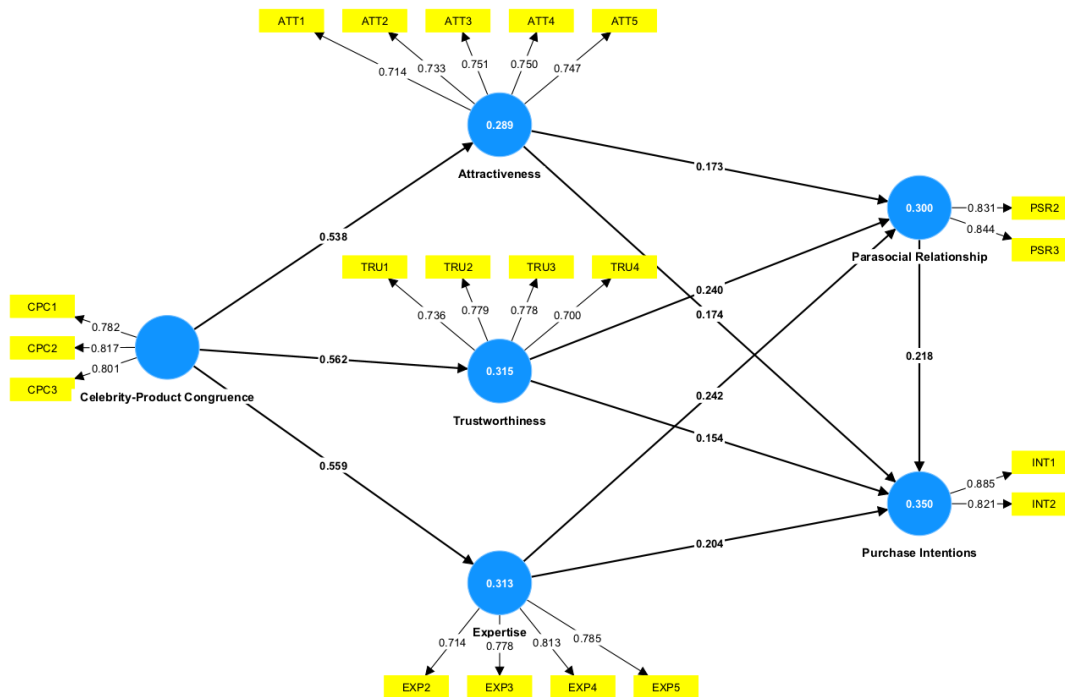 ATT1 ATT2 ATT3 ATT4 ATT5
0.714 0.733 0.751 0.750 0.747
0.289
Attractiveness
0.173
0.300
Parasocial Relationship
0.831 PSR2
0.844 PSR3
0.538
TRU1 TRU2 TRU3 TRU4
0.736 0.779 0.778 0.700
0.240
0.174
CPC1 0.782
CPC2 0.817
CPC3 0.801
Celebrity-Product Congruence
0.562
0.315
Trustworthiness
0.218
0.242
0.154
0.559
0.885 INT1
0.821 INT2
0.350
Purchase Intentions
0.204
0.313
Expertise
0.714 0.778 0.813 0.785
EXP2 EXP3 EXP4 EXP5